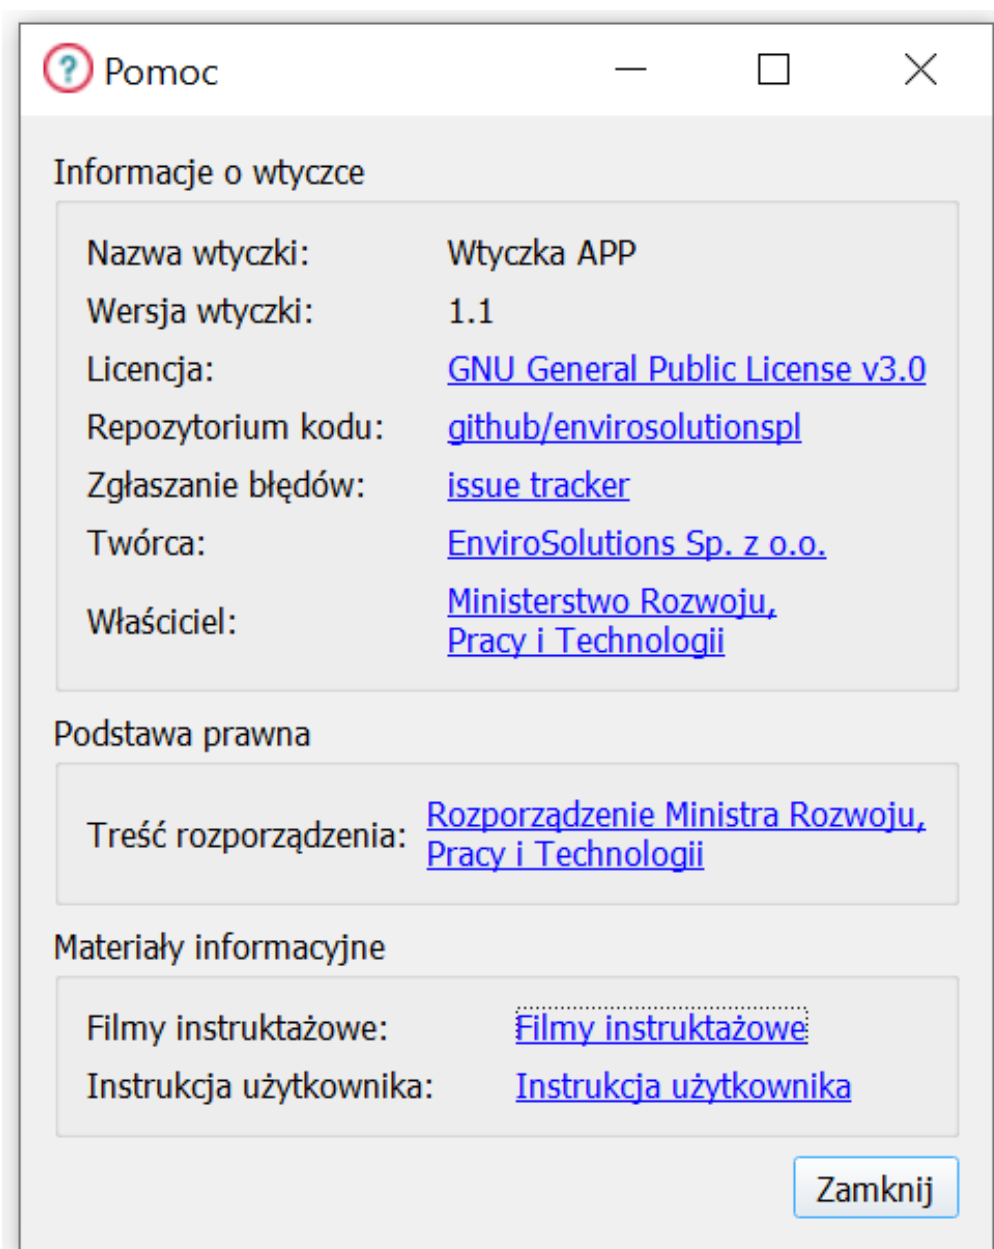 Pomoc
Informacje o wtyczce
Nazwa wtyczki: Wtyczka APP
Wersja wtyczki: 1.1
Licencja: GNU General Public License v3.0
Repozytorium kodu: github/envirosolutionspl
Zgłaszanie błędów: issue tracker
Twórca: EnviroSolutions Sp. z o.o.
Właściciel: Ministerstwo Rozwoju,
Pracy i Technologii
Podstawa prawna
Treść rozporządzenia: Rozporządzenie Ministra Rozwoju,
Pracy i Technologii
Materiały informacyjne
Filmy instruktażowe: Filmy instruktażowe
Instrukcja użytkownika: Instrukcja użytkownika
Zamknij